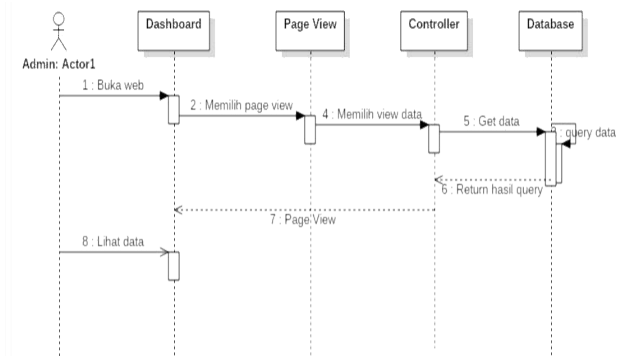 Dashboard
Page View
Controller
Database
Admin: Actor1
1 : Buka web
2 : Memilih page view
4 : Memilih view data
5 : Get data
: query data
6 : Return hasil query
7 : Page View
8 : Lihat data